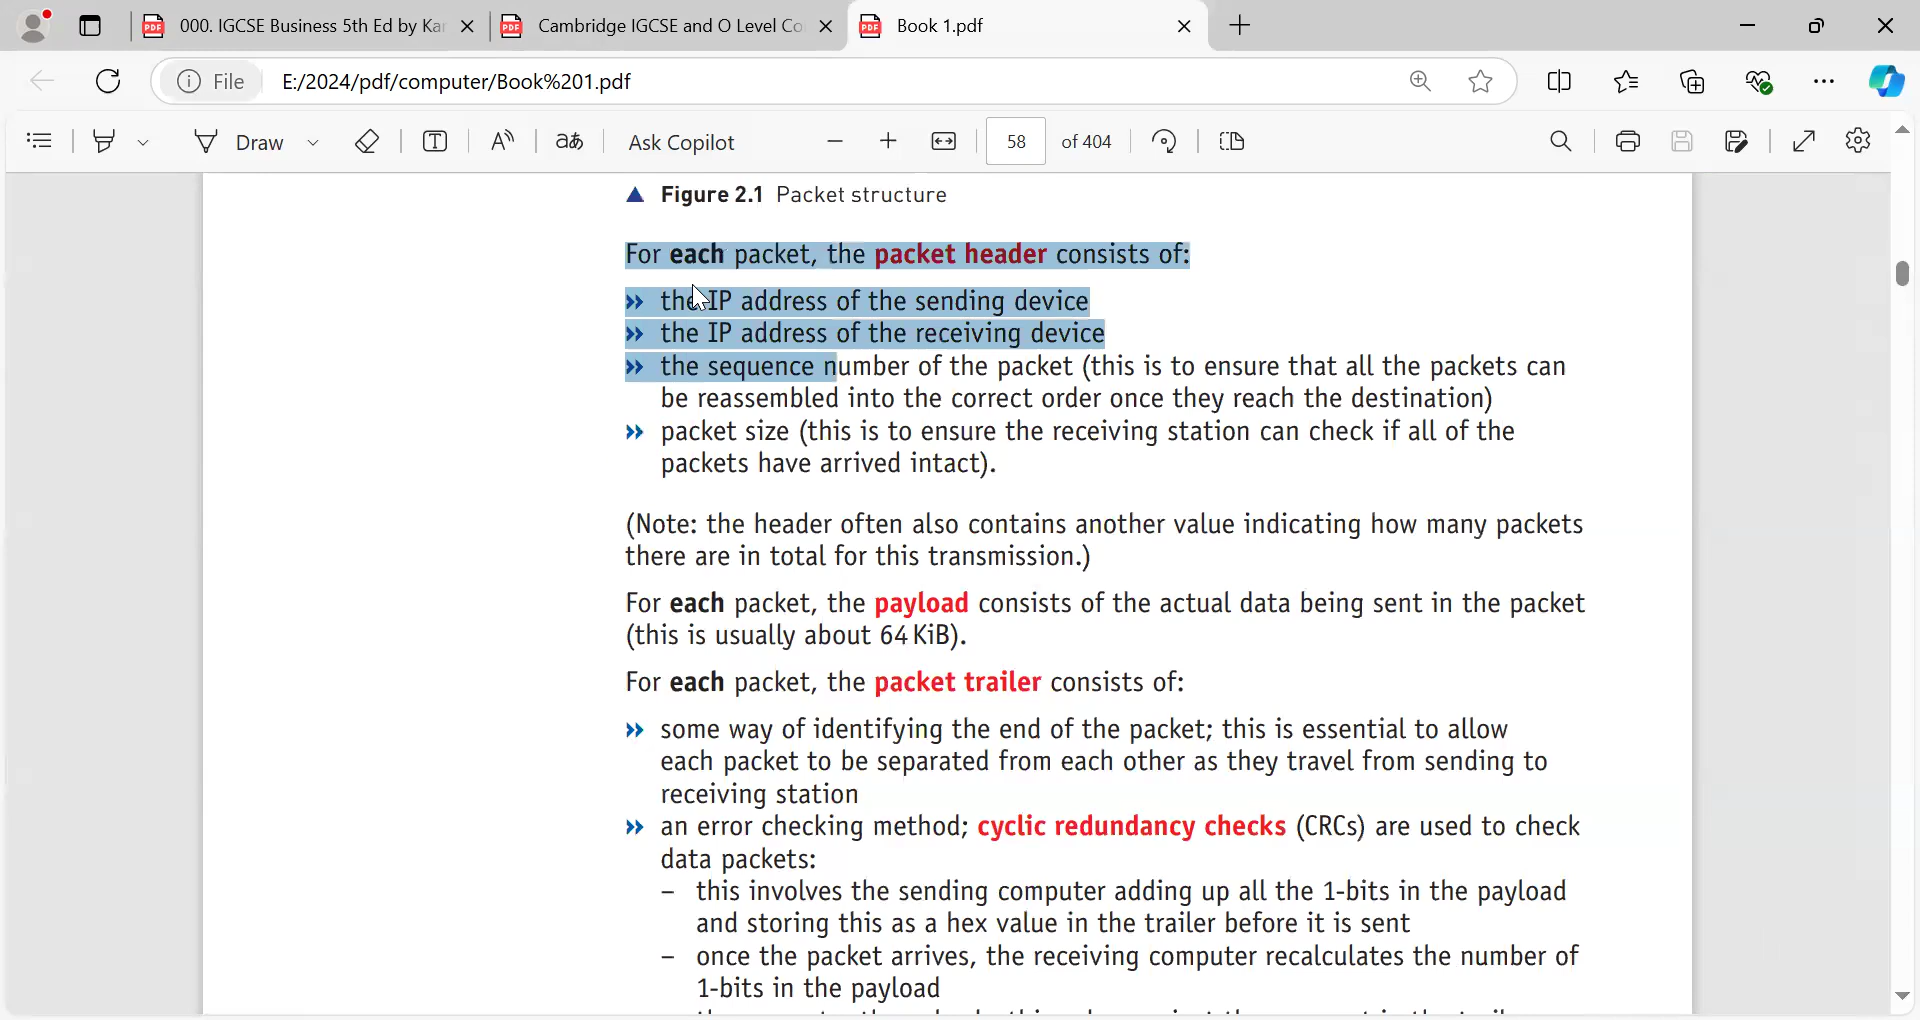 000. IGCSE Business 5th Ed by Kar
Cambridge IGCSE and O Level Co
Book 1.pdf
File
E:/2024/pdf/computer/Book%201.pdf
Draw
Ask Copilot
58
of 404
▲ Figure 2.1 Packet structure
For each packet, the packet header consists of:
» the IP address of the sending device
» the IP address of the receiving device
» the sequence number of the packet (this is to ensure that all the packets can
be reassembled into the correct order once they reach the destination)
» packet size (this is to ensure the receiving station can check if all of the
packets have arrived intact).
(Note: the header often also contains another value indicating how many packets
there are in total for this transmission.)
For each packet, the payload consists of the actual data being sent in the packet
(this is usually about 64 KiB).
For each packet, the packet trailer consists of:
» some way of identifying the end of the packet; this is essential to allow
each packet to be separated from each other as they travel from sending to
receiving station
» an error checking method; cyclic redundancy checks (CRCs) are used to check
data packets:
– this involves the sending computer adding up all the 1-bits in the payload
and storing this as a hex value in the trailer before it is sent
– once the packet arrives, the receiving computer recalculates the number of
1-bits in the payload